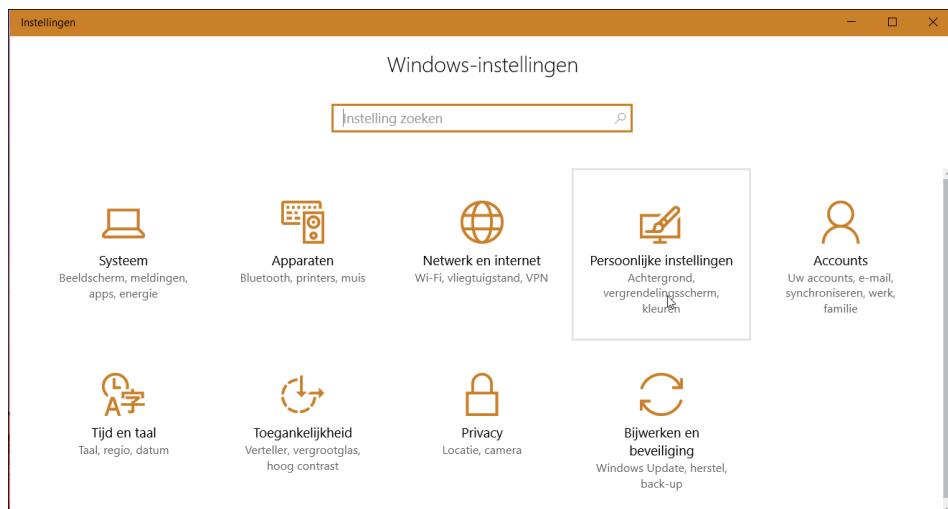 Instellingen
Windows-instellingen
Instelling zoeken
Systeem
Beeldscherm, meldingen,
apps, energie
Apparaten
Bluetooth, printers, muis
Netwerk en internet
Wi-Fi, vliegtuigstand, VPN
Persoonlijke instellingen
Achtergrond,
vergrendelingsscherm,
kleuren
Accounts
Uw accounts, e-mail,
synchroniseren, werk,
familie
Tijd en taal
Taal, regio, datum
Toegankelijkheid
Verteller, vergrootglas,
hoog contrast
Privacy
Locatie, camera
Bijwerken en
beveiliging
Windows Update, herstel,
back-up